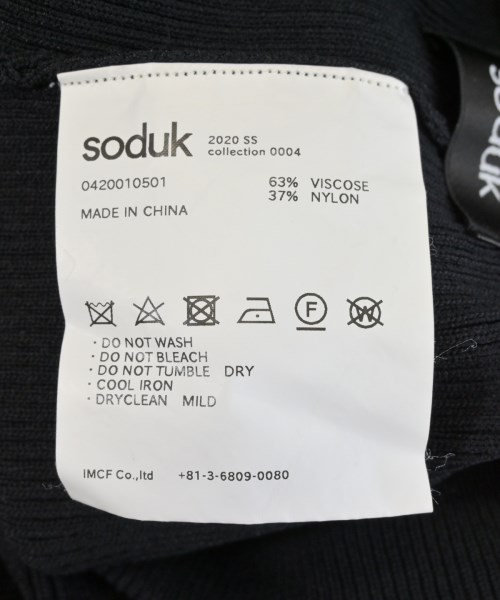 soduk
2020 SS
collection 0004
0420010501
63% VISCOSE
37% NYLON
MADE IN CHINA
F
W
· DO NOT WASH
· DO NOT BLEACH
· DO NOT TUMBLE DRY
· COOL IRON
· DRYCLEAN MILD
IMCF Co.,ltd +81-3-6809-0080
soduk